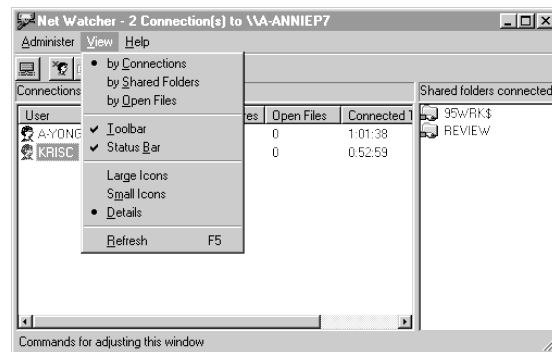 Net Watcher - 2 Connection(s) to \\A-ANNIEP7
Administer View Help
by Connections
by Shared Folders
by Open Files
Toolbar
Status Bar
Large Icons
Small Icons
Details
Refresh F5
Connections
Shared folders connected
User es Open Files Connected T
A-YONG 0 1:01:38
KRISC 0 0:52:59
95WRK$
REVIEW
Commands for adjusting this window